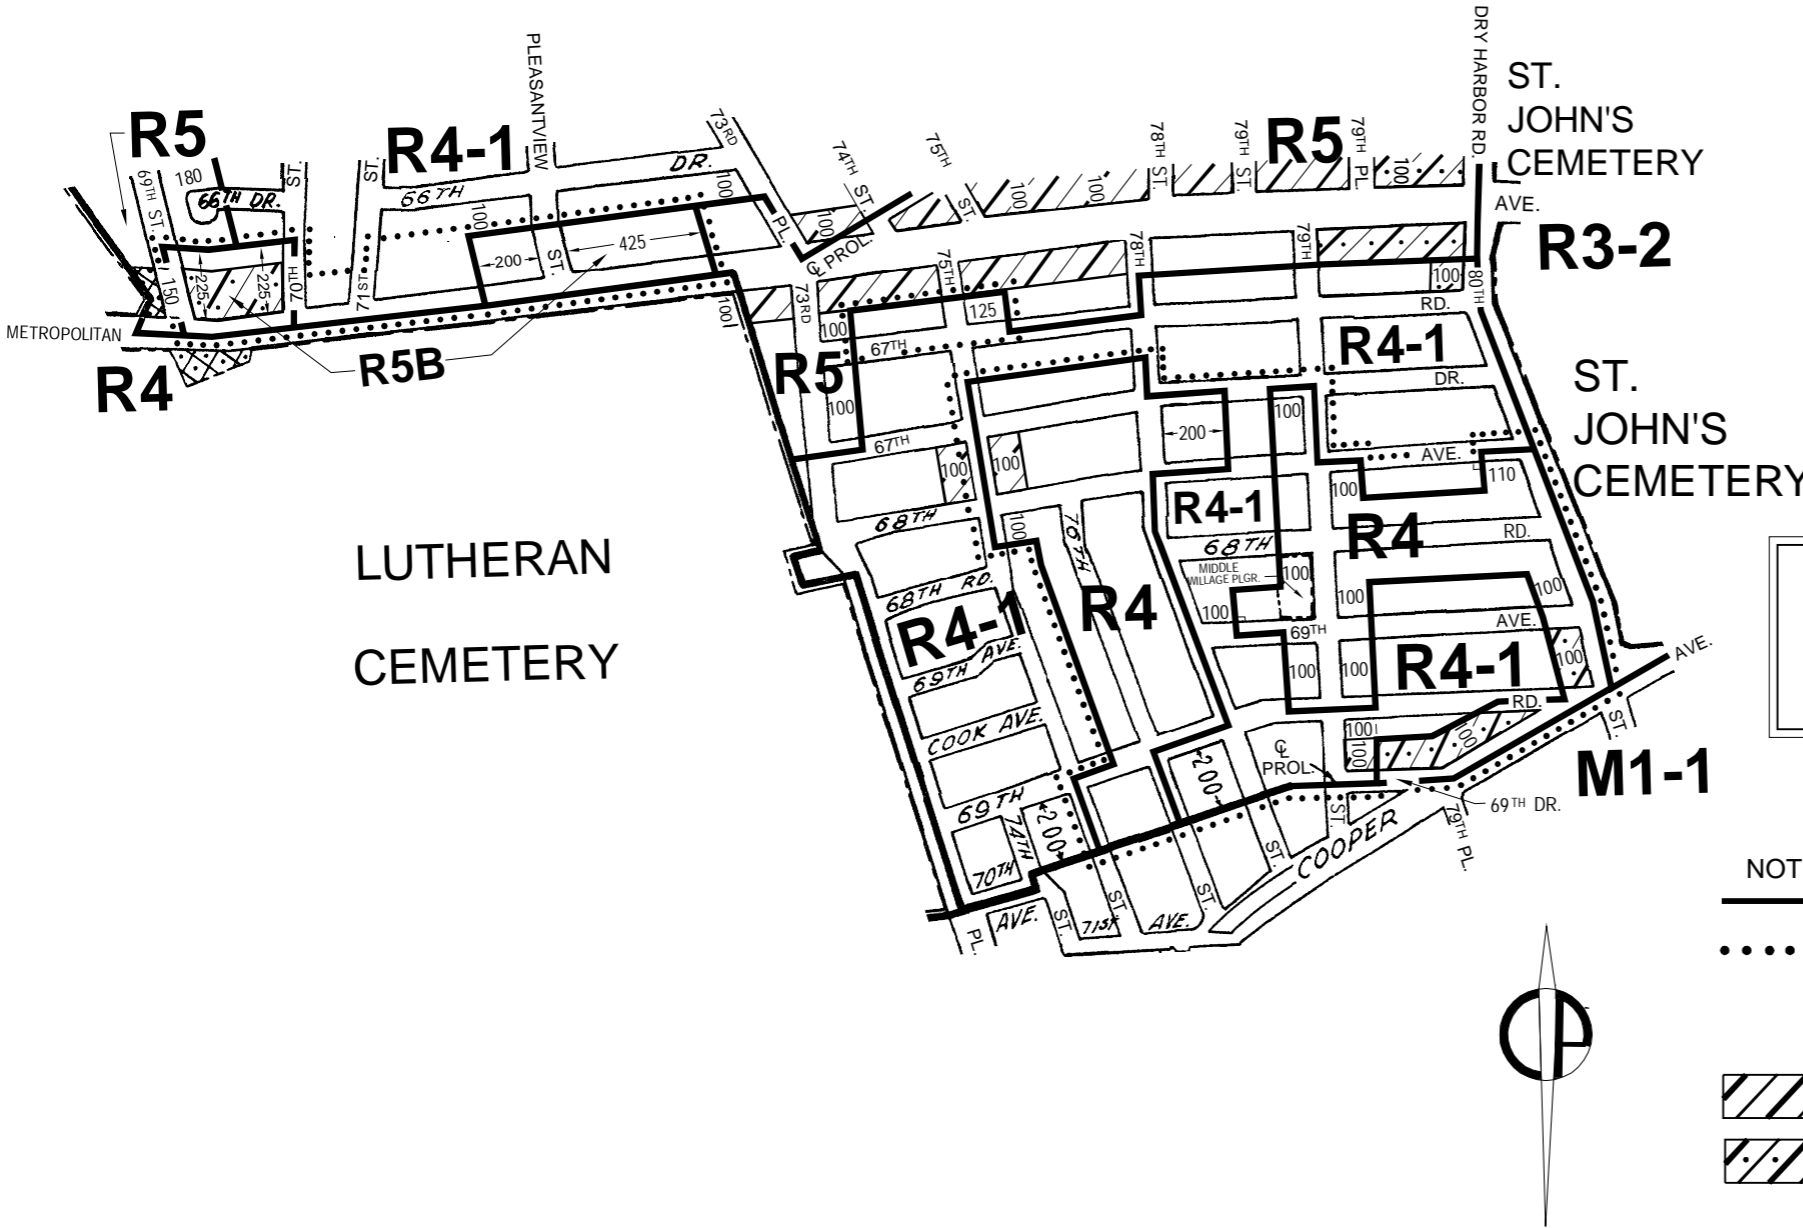 PLEASANTVIEW
DRY HARBOR RD.
ST.
JOHN'S
CEMETERY
R5
R4-1
73RD
74TH ST.
75TH
78TH ST.
79TH ST.
R5
79TH PL.
100
69TH ST.
180
66TH DR.
ST.
ST.
66TH
DR.
100
100
100
100
100
AVE.
R3-2
200
ST.
425
PL.
℄ PROL.
ST.
75TH
78TH
79TH
100
80TH
RD.
150
225
225
70TH
71ST
METROPOLITAN
R4
R5B
100
73RD
100
125
67TH
R5
100
R4-1
DR.
ST.
JOHN'S
CEMETERY
67TH
100
100
200
100
AVE.
110
100
R4-1
R4
RD.
68TH
100
76TH
68TH
MIDDLE
VILLAGE PLGR.
100
100
100
100
LUTHERAN
CEMETERY
68TH RD.
R4-1
R4
69TH
AVE.
69TH AVE.
100
100
R4-1
100
AVE.
RD.
COOK AVE.
100
100
100
ST.
℄
PROL.
200
M1-1
69TH DR.
69TH
74TH
200
70TH
ST.
COOPER
79TH PL.
ST.
AVE.
ST.
71ST
ST.
AVE.
ST.
PL.
NOT